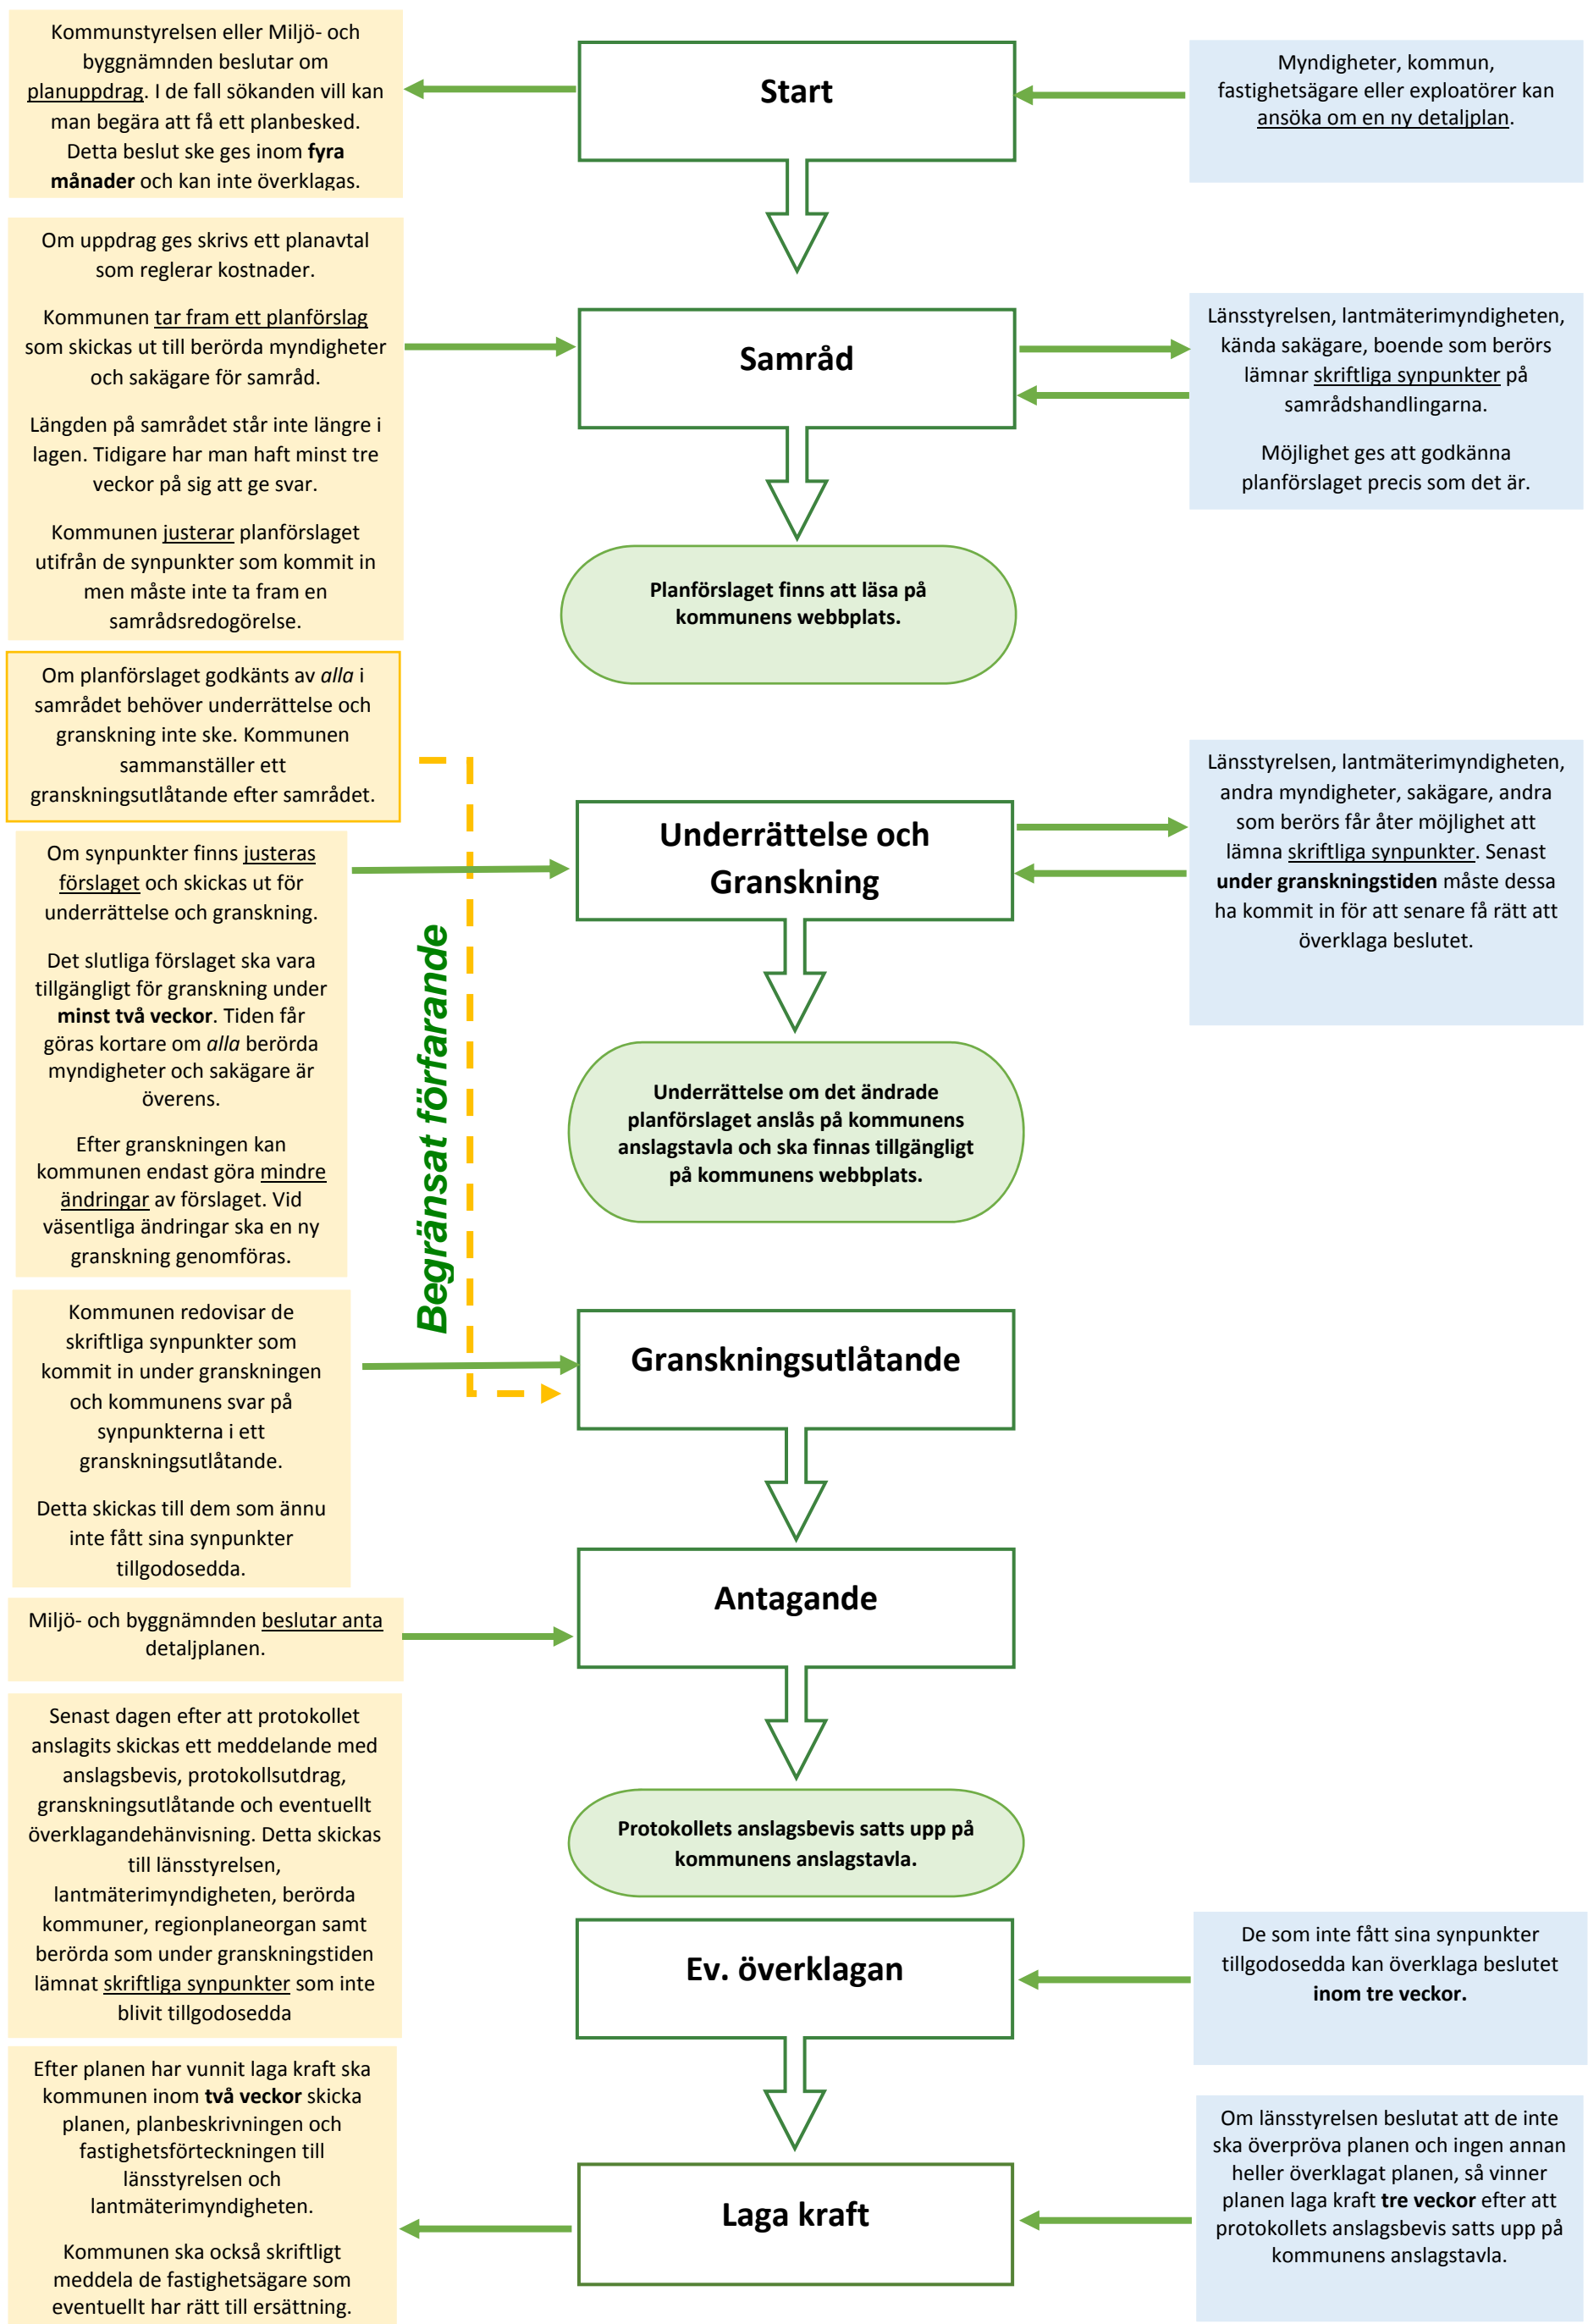 Kommunstyrelsen eller Miljö- och
byggnämnden beslutar om
planuppdrag. I de fall sökanden vill kan
man begära att få ett planbesked.
Detta beslut ske ges inom fyra
månader och kan inte överklagas.
Start
Myndigheter, kommun,
fastighetsägare eller exploatörer kan
ansöka om en ny detaljplan.
Om uppdrag ges skrivs ett planavtal
som reglerar kostnader.
Kommunen tar fram ett planförslag
som skickas ut till berörda myndigheter
och sakägare för samråd.
Längden på samrådet står inte längre i
lagen. Tidigare har man haft minst tre
veckor på sig att ge svar.
Kommunen justerar planförslaget
utifrån de synpunkter som kommit in
men måste inte ta fram en
samrådsredogörelse.
Samråd
Länsstyrelsen, lantmäterimyndigheten,
kända sakägare, boende som berörs
lämnar skriftliga synpunkter på
samrådshandlingarna.
Möjlighet ges att godkänna
planförslaget precis som det är.
Planförslaget finns att läsa på
kommunens webbplats.
Om planförslaget godkänts av alla i
samrådet behöver underrättelse och
granskning inte ske. Kommunen
sammanställer ett
granskningsutlåtande efter samrådet.
Begränsat förfarande
Om synpunkter finns justeras
förslaget och skickas ut för
underrättelse och granskning.
Det slutliga förslaget ska vara
tillgängligt för granskning under
minst två veckor. Tiden får
göras kortare om alla berörda
myndigheter och sakägare är
överens.
Efter granskningen kan
kommunen endast göra mindre
ändringar av förslaget. Vid
väsentliga ändringar ska en ny
granskning genomföras.
Underrättelse och
Granskning
Länsstyrelsen, lantmäterimyndigheten,
andra myndigheter, sakägare, andra
som berörs får åter möjlighet att
lämna skriftliga synpunkter. Senast
under granskningstiden måste dessa
ha kommit in för att senare få rätt att
överklaga beslutet.
Underrättelse om det ändrade
planförslaget anslås på kommunens
anslagstavla och ska finnas tillgängligt
på kommunens webbplats.
Kommunen redovisar de
skriftliga synpunkter som
kommit in under granskningen
och kommunens svar på
synpunkterna i ett
granskningsutlåtande.
Detta skickas till dem som ännu
inte fått sina synpunkter
tillgodosedda.
Granskningsutlåtande
Miljö- och byggnämnden beslutar anta
detaljplanen.
Antagande
Senast dagen efter att protokollet
anslagits skickas ett meddelande med
anslagsbevis, protokollsutdrag,
granskningsutlåtande och eventuellt
överklagandehänvisning. Detta skickas
till länsstyrelsen,
lantmäterimyndigheten, berörda
kommuner, regionplaneorgan samt
berörda som under granskningstiden
lämnat skriftliga synpunkter som inte
blivit tillgodosedda
Protokollets anslagsbevis satts upp på
kommunens anslagstavla.
Ev. överklagan
De som inte fått sina synpunkter
tillgodosedda kan överklaga beslutet
inom tre veckor.
Efter planen har vunnit laga kraft ska
kommunen inom två veckor skicka
planen, planbeskrivningen och
fastighetsförteckningen till
länsstyrelsen och
lantmäterimyndigheten.
Kommunen ska också skriftligt
meddela de fastighetsägare som
eventuellt har rätt till ersättning.
Laga kraft
Om länsstyrelsen beslutat att de inte
ska överpröva planen och ingen annan
heller överklagat planen, så vinner
planen laga kraft tre veckor efter att
protokollets anslagsbevis satts upp på
kommunens anslagstavla.